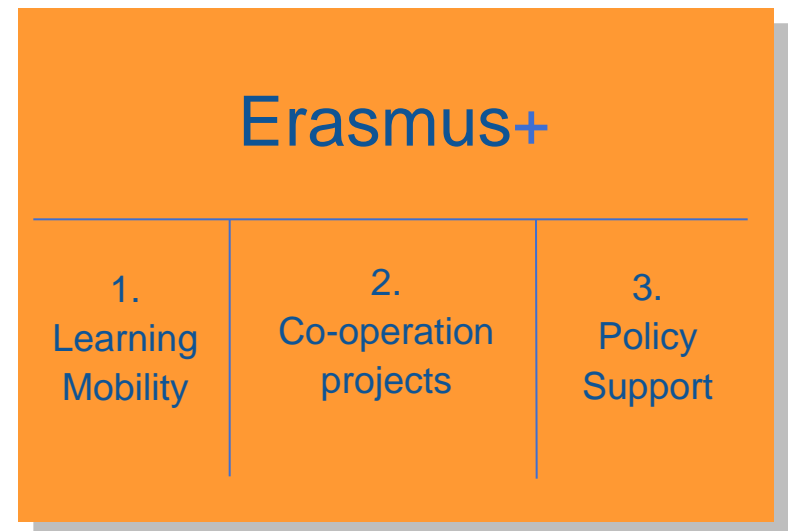 Erasmus+
1.
Learning
Mobility
2.
Co-operation
projects
3.
Policy
Support